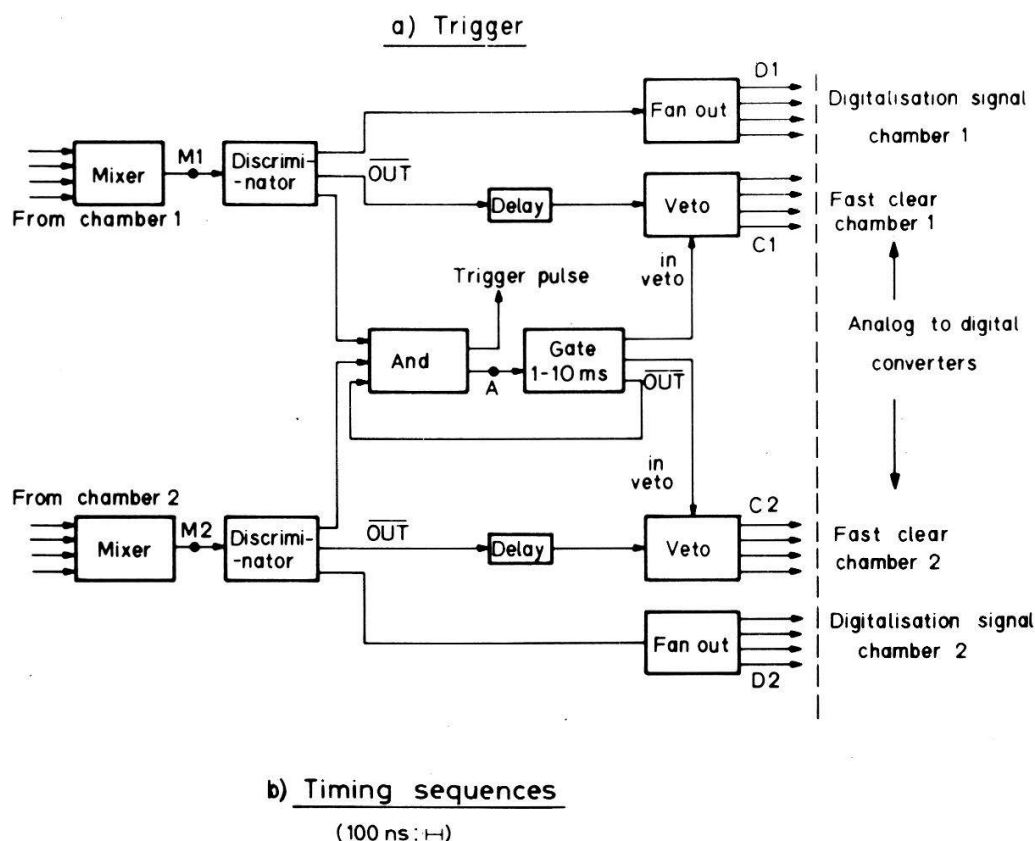 a) Trigger
D1
Fan out
Digitalisation signal
chamber 1
Mixer
M1
Discrimi-
-nator
OUT
Delay
Veto
Fast clear
chamber 1
From chamber 1
C1
in
veto
Trigger pulse
And
A
Gate
1-10 ms
OUT
Analog to digital
converters
in
veto
From chamber 2
C2
Mixer
M2
Discrimi-
-nator
OUT
Delay
Veto
Fast clear
chamber 2
Fan out
Digitalisation signal
chamber 2
D2
b) Timing sequences
(100 ns : ⊢⊣)